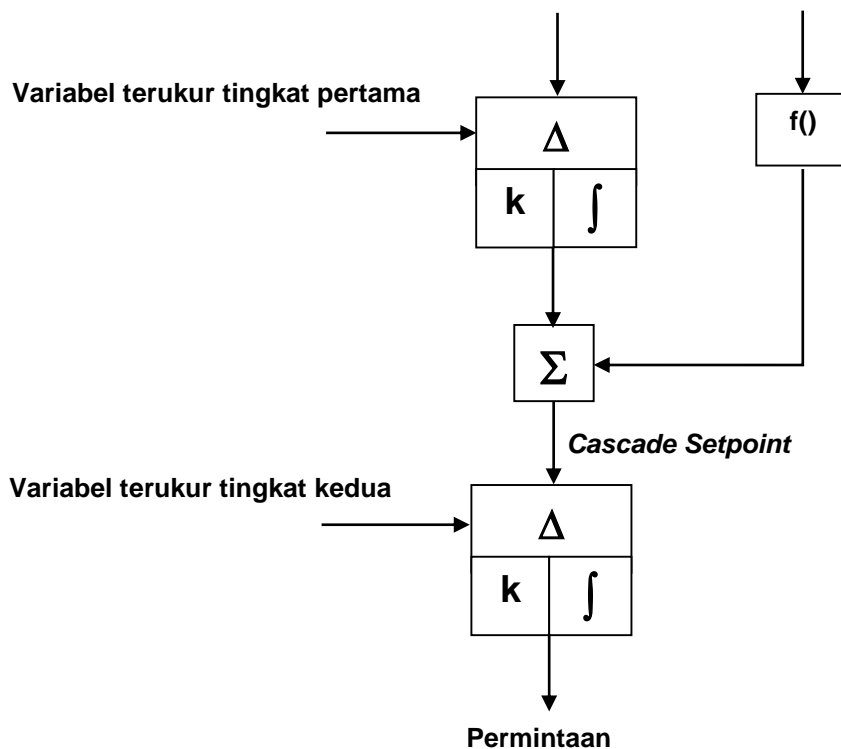 Variabel terukur tingkat pertama
f()
Δ
k ∫
Σ
Cascade Setpoint
Variabel terukur tingkat kedua
Δ
k ∫
Permintaan